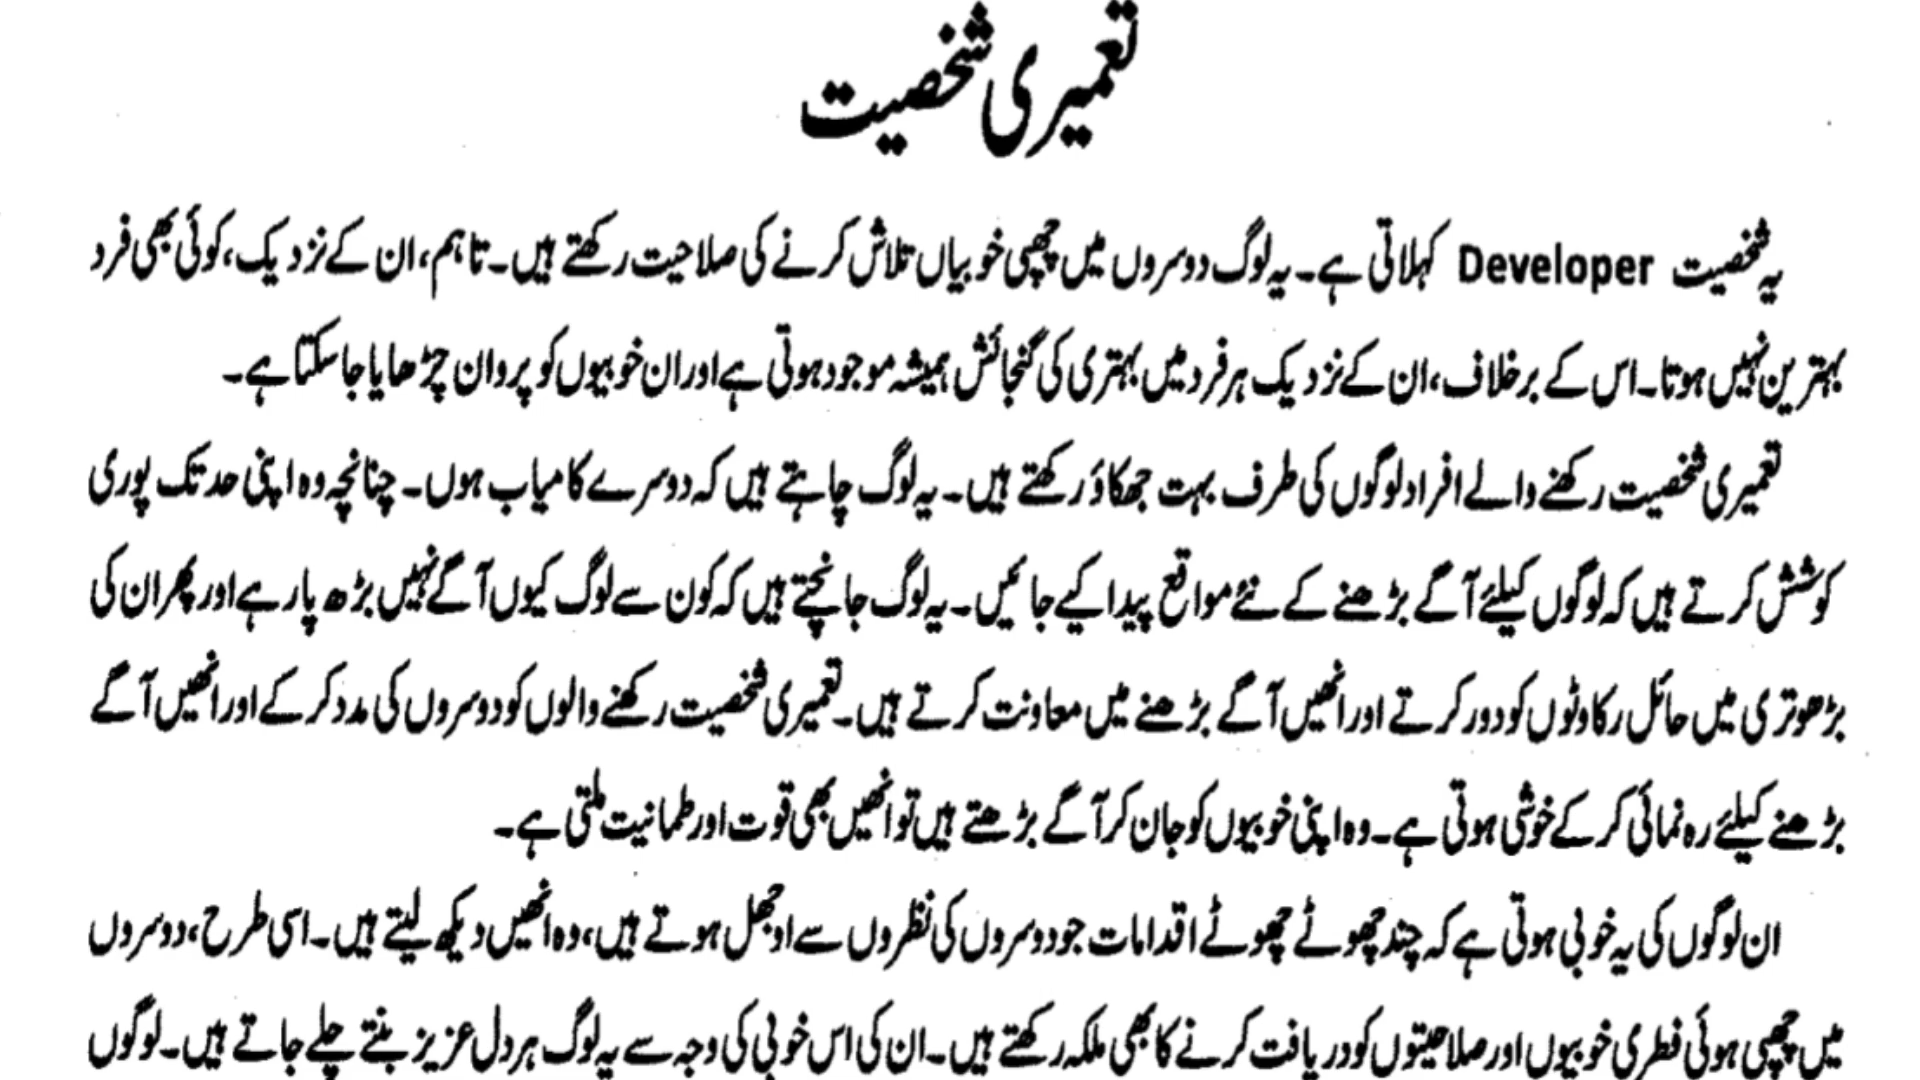 تعمیری شخصیت
یہ شخصیت Developer کہلاتی ہے۔ یہ لوگ دوسروں میں چھپی خوبیاں تلاش کرنے کی صلاحیت رکھتے ہیں۔ تاہم، ان کے نزدیک، کوئی بھی فرد
بہترین نہیں ہوتا۔ اس کے برخلاف، ان کے نزدیک ہر فرد میں بہتری کی گنجائش ہمیشہ موجود ہوتی ہے اور ان خوبیوں کو پروان چڑھایا جا سکتا ہے۔
تعمیری شخصیت رکھنے والے افراد لوگوں کی طرف بہت جھکاؤ رکھتے ہیں۔ یہ لوگ چاہتے ہیں کہ دوسرے کامیاب ہوں۔ چنانچہ وہ اپنی حد تک پوری
کوشش کرتے ہیں کہ لوگوں کیلئے آگے بڑھنے کے نئے مواقع پیدا کیے جائیں۔ یہ لوگ جانچتے ہیں کہ کون سے لوگ کیوں آگے نہیں بڑھ پا رہے اور پھر ان کی
بڑھوتری میں حائل رکاوٹوں کو دور کرتے اور انھیں آگے بڑھنے میں معاونت کرتے ہیں۔ تعمیری شخصیت رکھنے والوں کو دوسروں کی مدد کر کے اور انھیں آگے
بڑھنے کیلئے رہ نمائی کر کے خوشی ہوتی ہے۔ وہ اپنی خوبیوں کو جان کر آگے بڑھتے ہیں تو انھیں بھی قوت اور طمانیت ملتی ہے۔
ان لوگوں کی یہ خوبی ہوتی ہے کہ چند چھوٹے چھوٹے اقدامات جو دوسروں کی نظروں سے اوجھل ہوتے ہیں، وہ انھیں دیکھ لیتے ہیں۔ اسی طرح، دوسروں
میں چھپی ہوئی فطری خوبیوں اور صلاحیتوں کو دریافت کرنے کا بھی ملکہ رکھتے ہیں۔ ان کی اس خوبی کی وجہ سے یہ لوگ ہر دل عزیز بنتے چلے جاتے ہیں۔ لوگوں